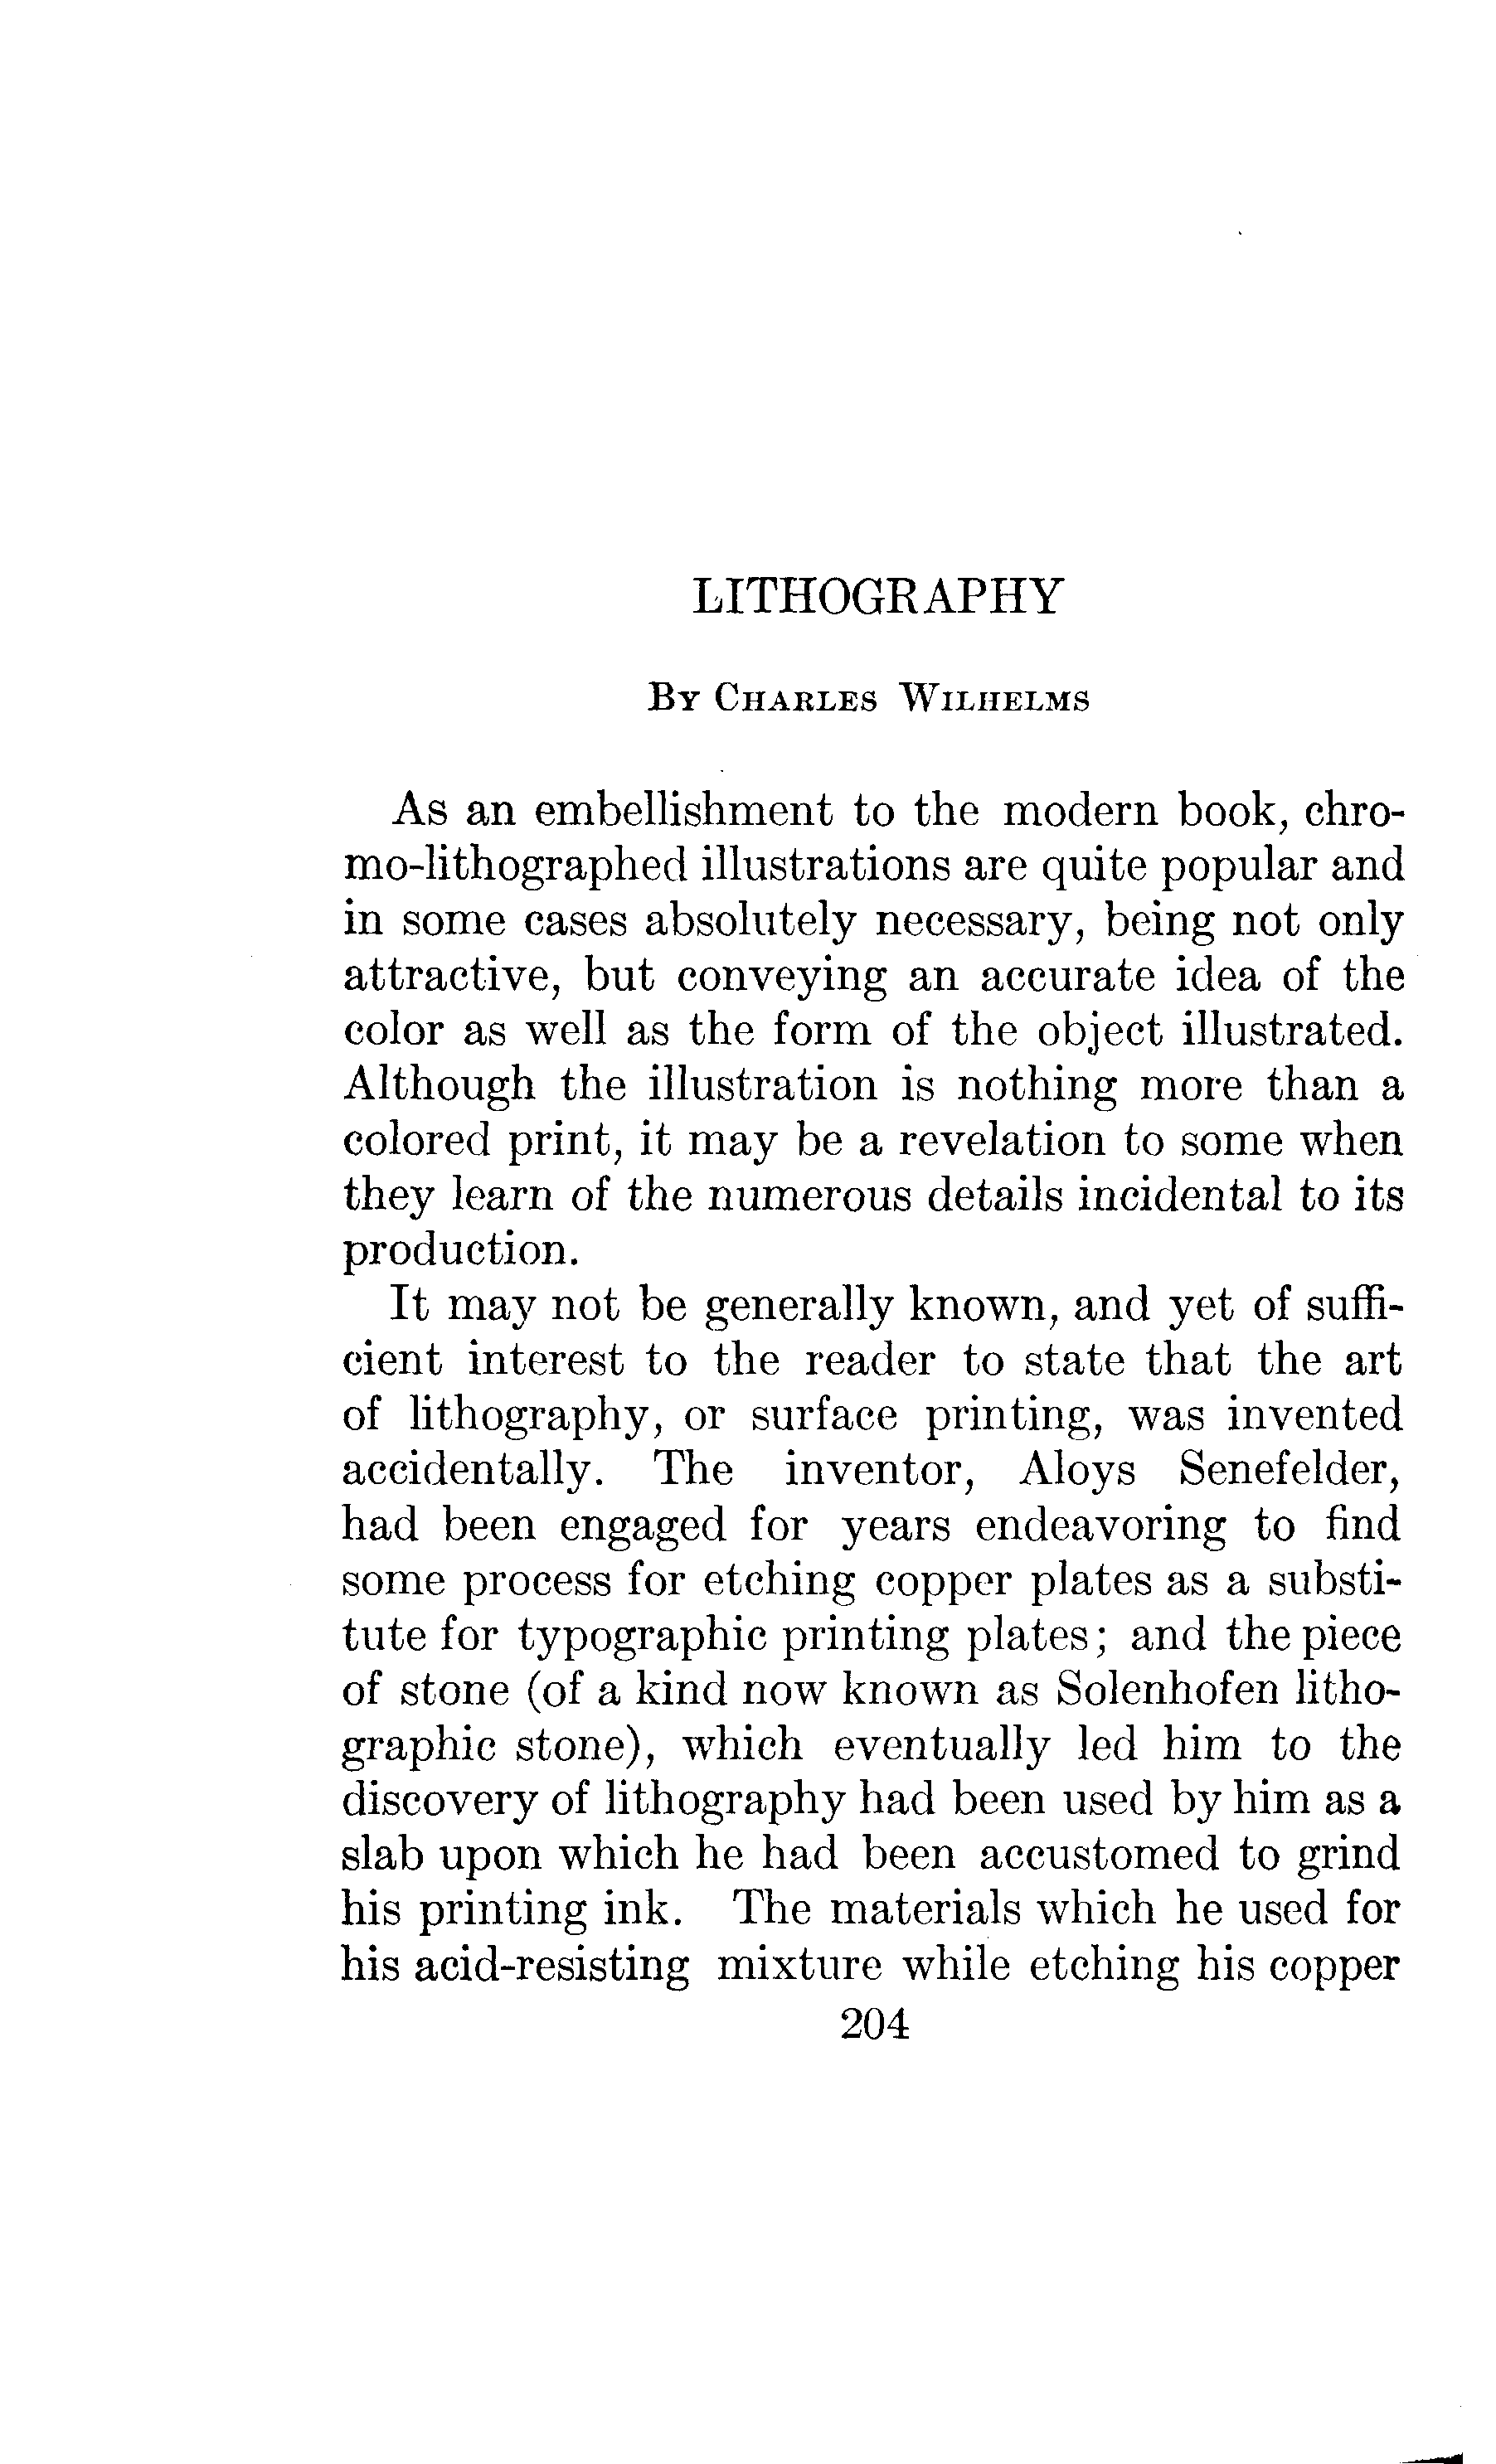 LITHOGRAPHY
By Charles Wilhelms
As an embellishment to the modern book, chro-
mo-lithographed illustrations are quite popular and
in some cases absolutely necessary, being not only
attractive, but conveying an accurate idea of the
color as well as the form of the object illustrated.
Although the illustration is nothing more than a
colored print, it may be a revelation to some when
they learn of the numerous details incidental to its
production.
It may not be generally known, and yet of suffi-
cient interest to the reader to state that the art
of lithography, or surface printing, was invented
accidentally. The inventor, Aloys Senefelder,
had been engaged for years endeavoring to find
some process for etching copper plates as a substi-
tute for typographic printing plates; and the piece
of stone (of a kind now known as Solenhofen litho-
graphic stone), which eventually led him to the
discovery of lithography had been used by him as a
slab upon which he had been accustomed to grind
his printing ink. The materials which he used for
his acid-resisting mixture while etching his copper
204